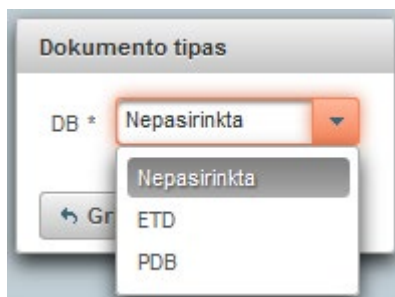 Dokumento tipas
DB * Nepasirinkta
Nepasirinkta
ETD
PDB